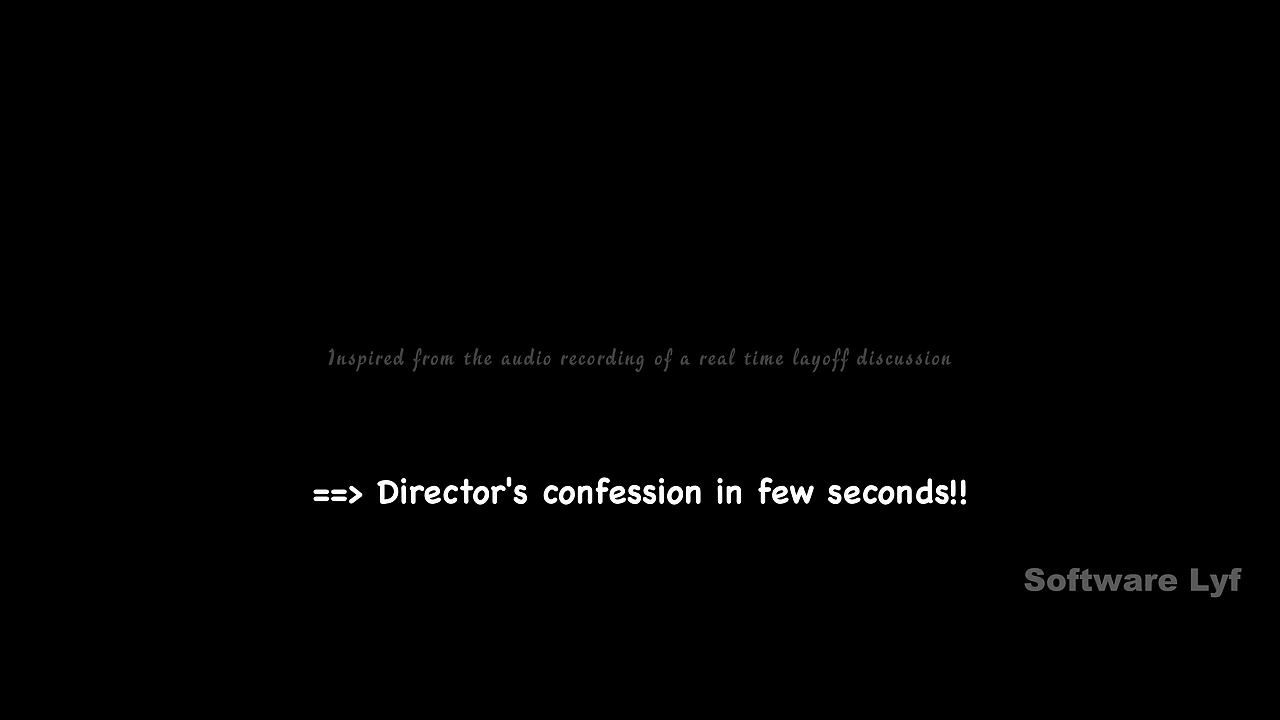 Inspired from the audio recording of a real time layoff discussion
==> Director's confession in few seconds!!
Software Lyf